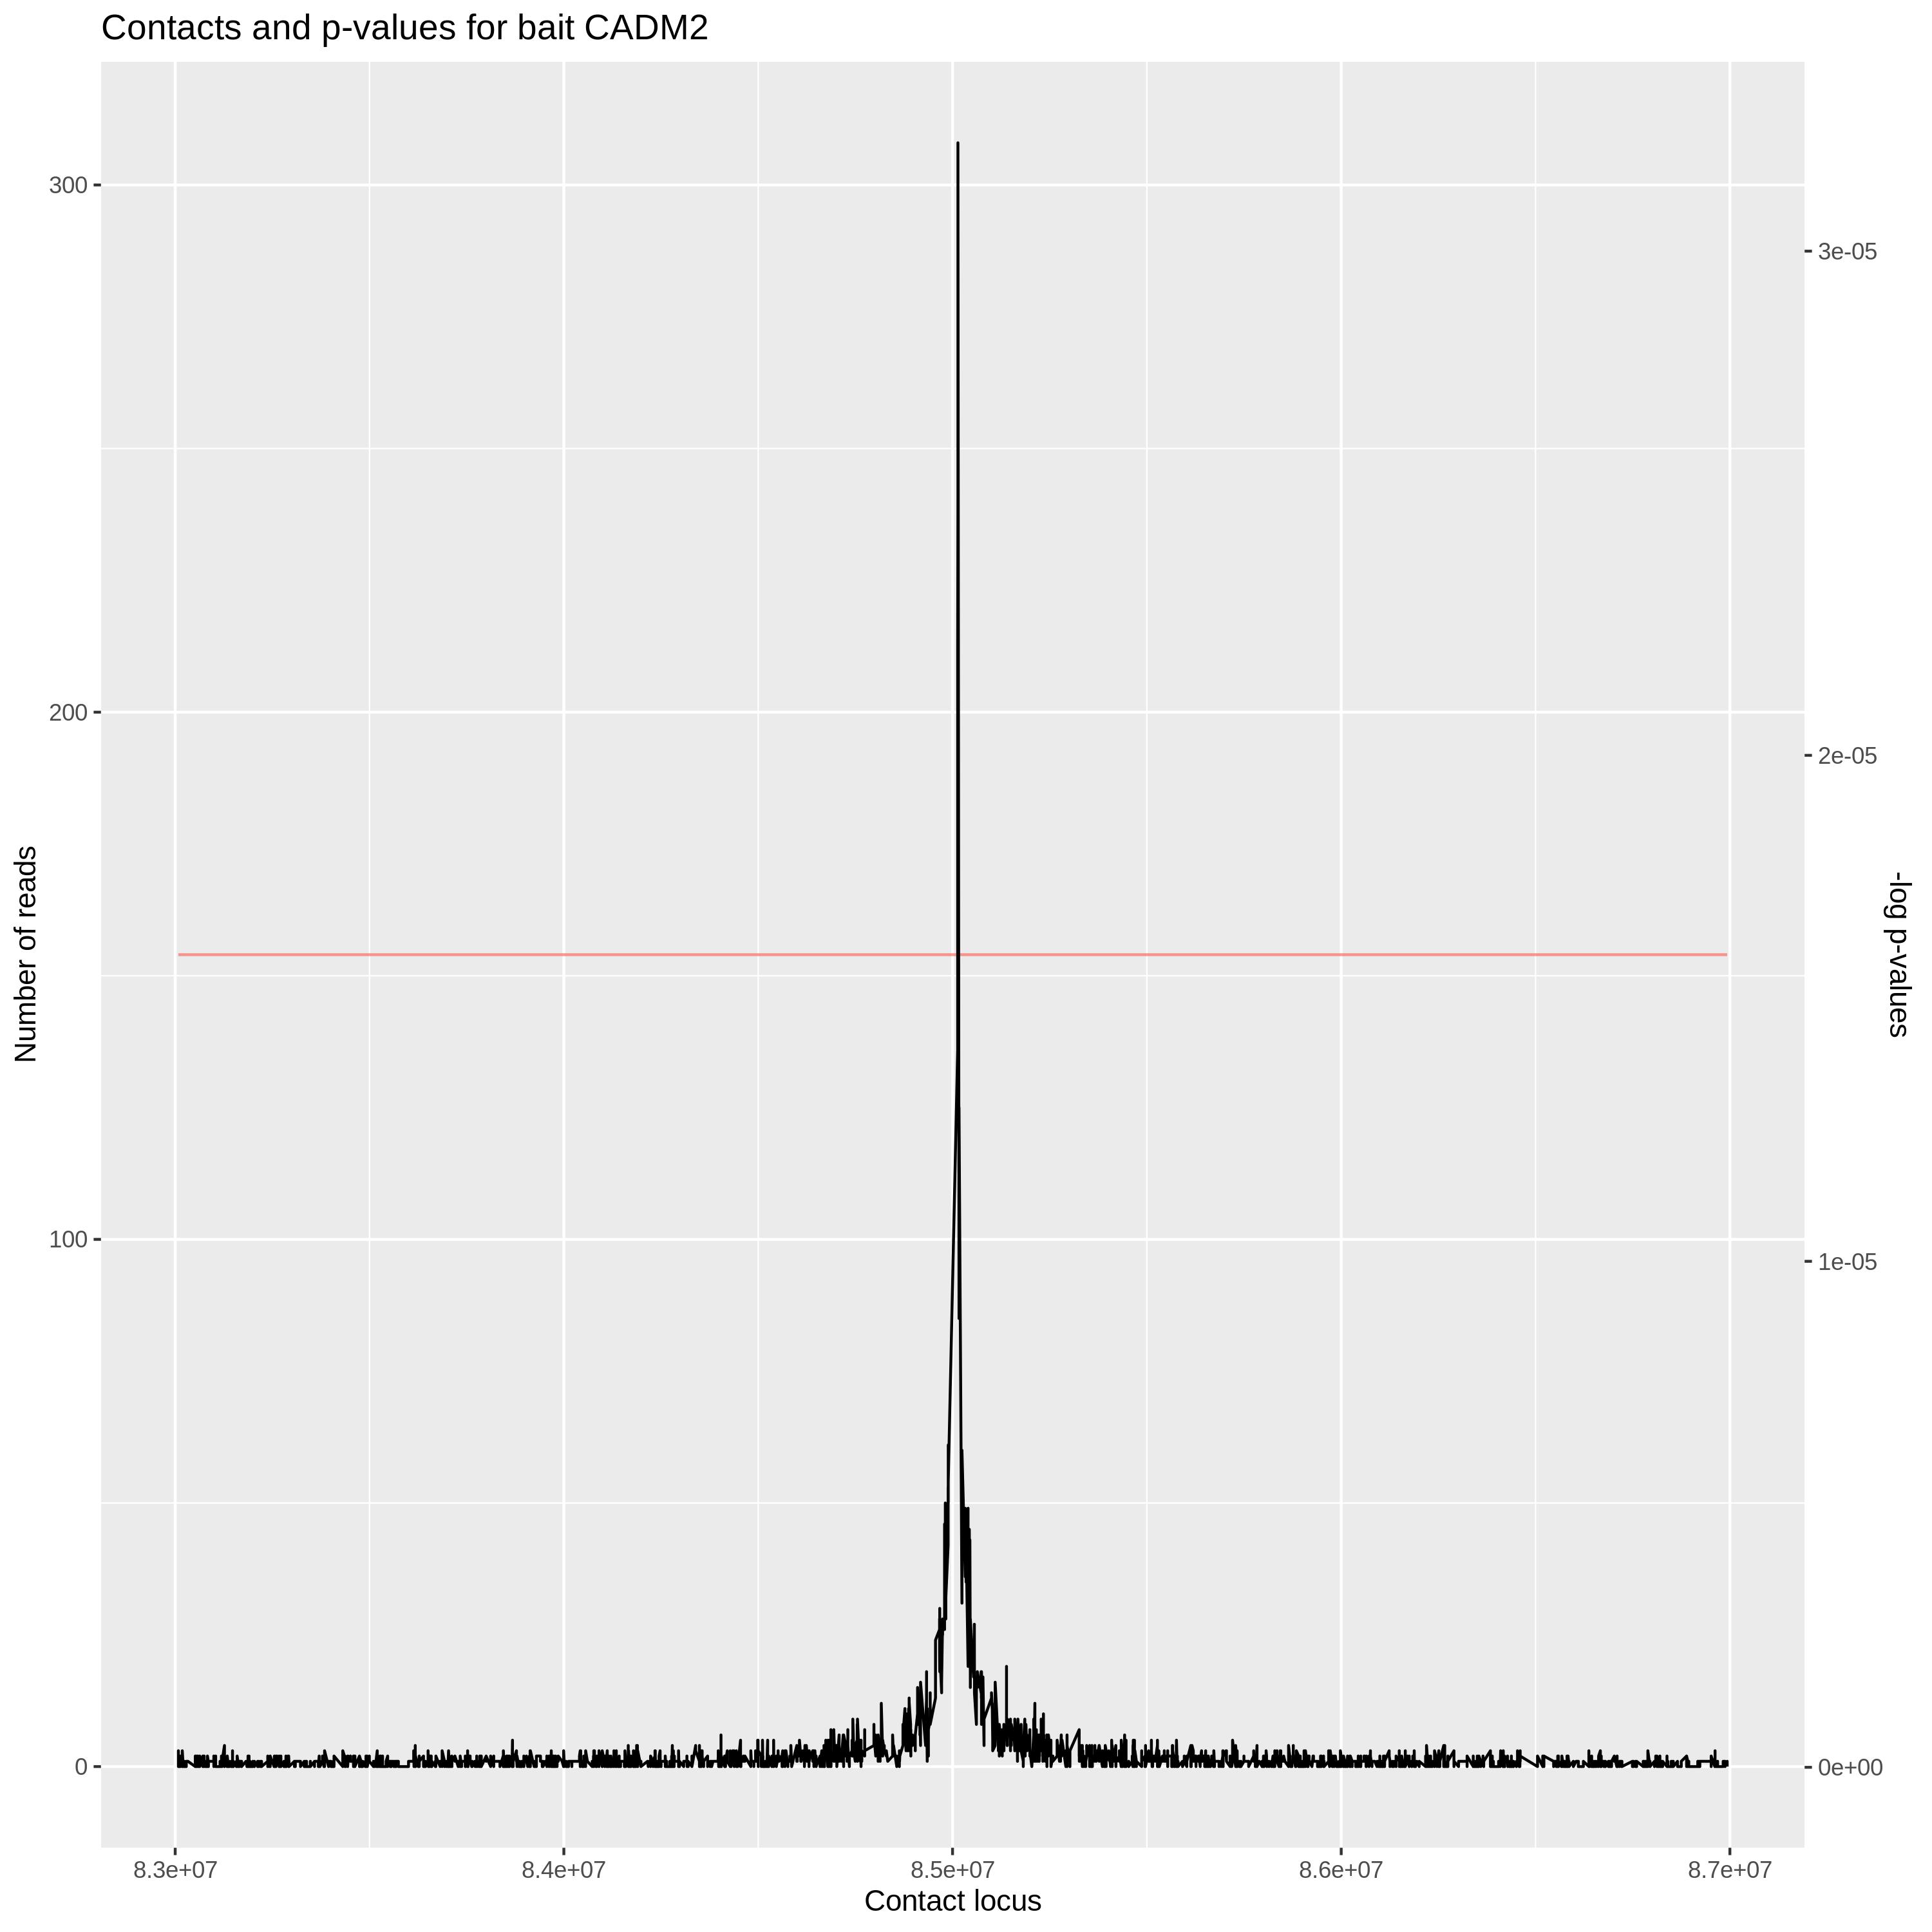 Contacts and p-values for bait CADM2
300
200
100
0
Number of reads
3e-05
2e-05
1e-05
0e+00
-log p-values
8.3e+07 8.4e+07 8.5e+07 8.6e+07 8.7e+07
Contact locus